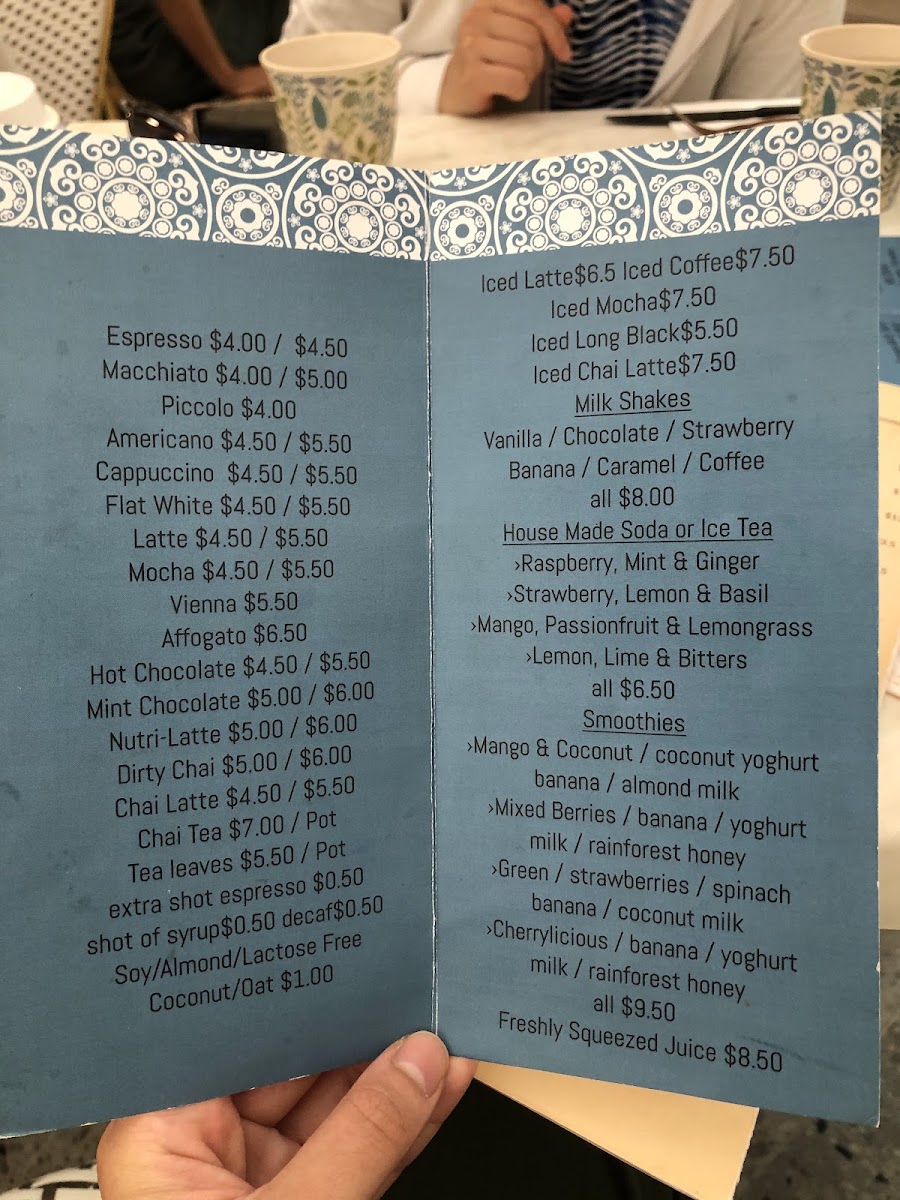 Espresso $4.00 / $4.50
Macchiato $4.00 / $5.00
Piccolo $4.00
Americano $4.50 / $5.50
Cappuccino $4.50 / $5.50
Flat White $4.50 / $5.50
Latte $4.50 / $5.50
Mocha $4.50 / $5.50
Vienna $5.50
Affogato $6.50
Hot Chocolate $4.50 / $5.50
Mint Chocolate $5.00 / $6.00
Nutri-Latte $5.00 / $6.00
Dirty Chai $5.00 / $6.00
Chai Latte $4.50 / $5.50
Chai Tea $7.00 / Pot
Tea leaves $5.50 / Pot
extra shot espresso $0.50
shot of syrup$0.50 decaf$0.50
Soy/Almond/Lactose Free
Coconut/Oat $1.00
Iced Latte$6.5 Iced Coffee$7.50
Iced Mocha$7.50
Iced Long Black$5.50
Iced Chai Latte$7.50
Milk Shakes
Vanilla / Chocolate / Strawberry
Banana / Caramel / Coffee
all $8.00
House Made Soda or Ice Tea
›Raspberry, Mint & Ginger
›Strawberry, Lemon & Basil
›Mango, Passionfruit & Lemongrass
›Lemon, Lime & Bitters
all $6.50
Smoothies
›Mango & Coconut / coconut yoghurt
banana / almond milk
›Mixed Berries / banana / yoghurt
milk / rainforest honey
›Green / strawberries / spinach
banana / coconut milk
›Cherrylicious / banana / yoghurt
milk / rainforest honey
all $9.50
Freshly Squeezed Juice $8.50